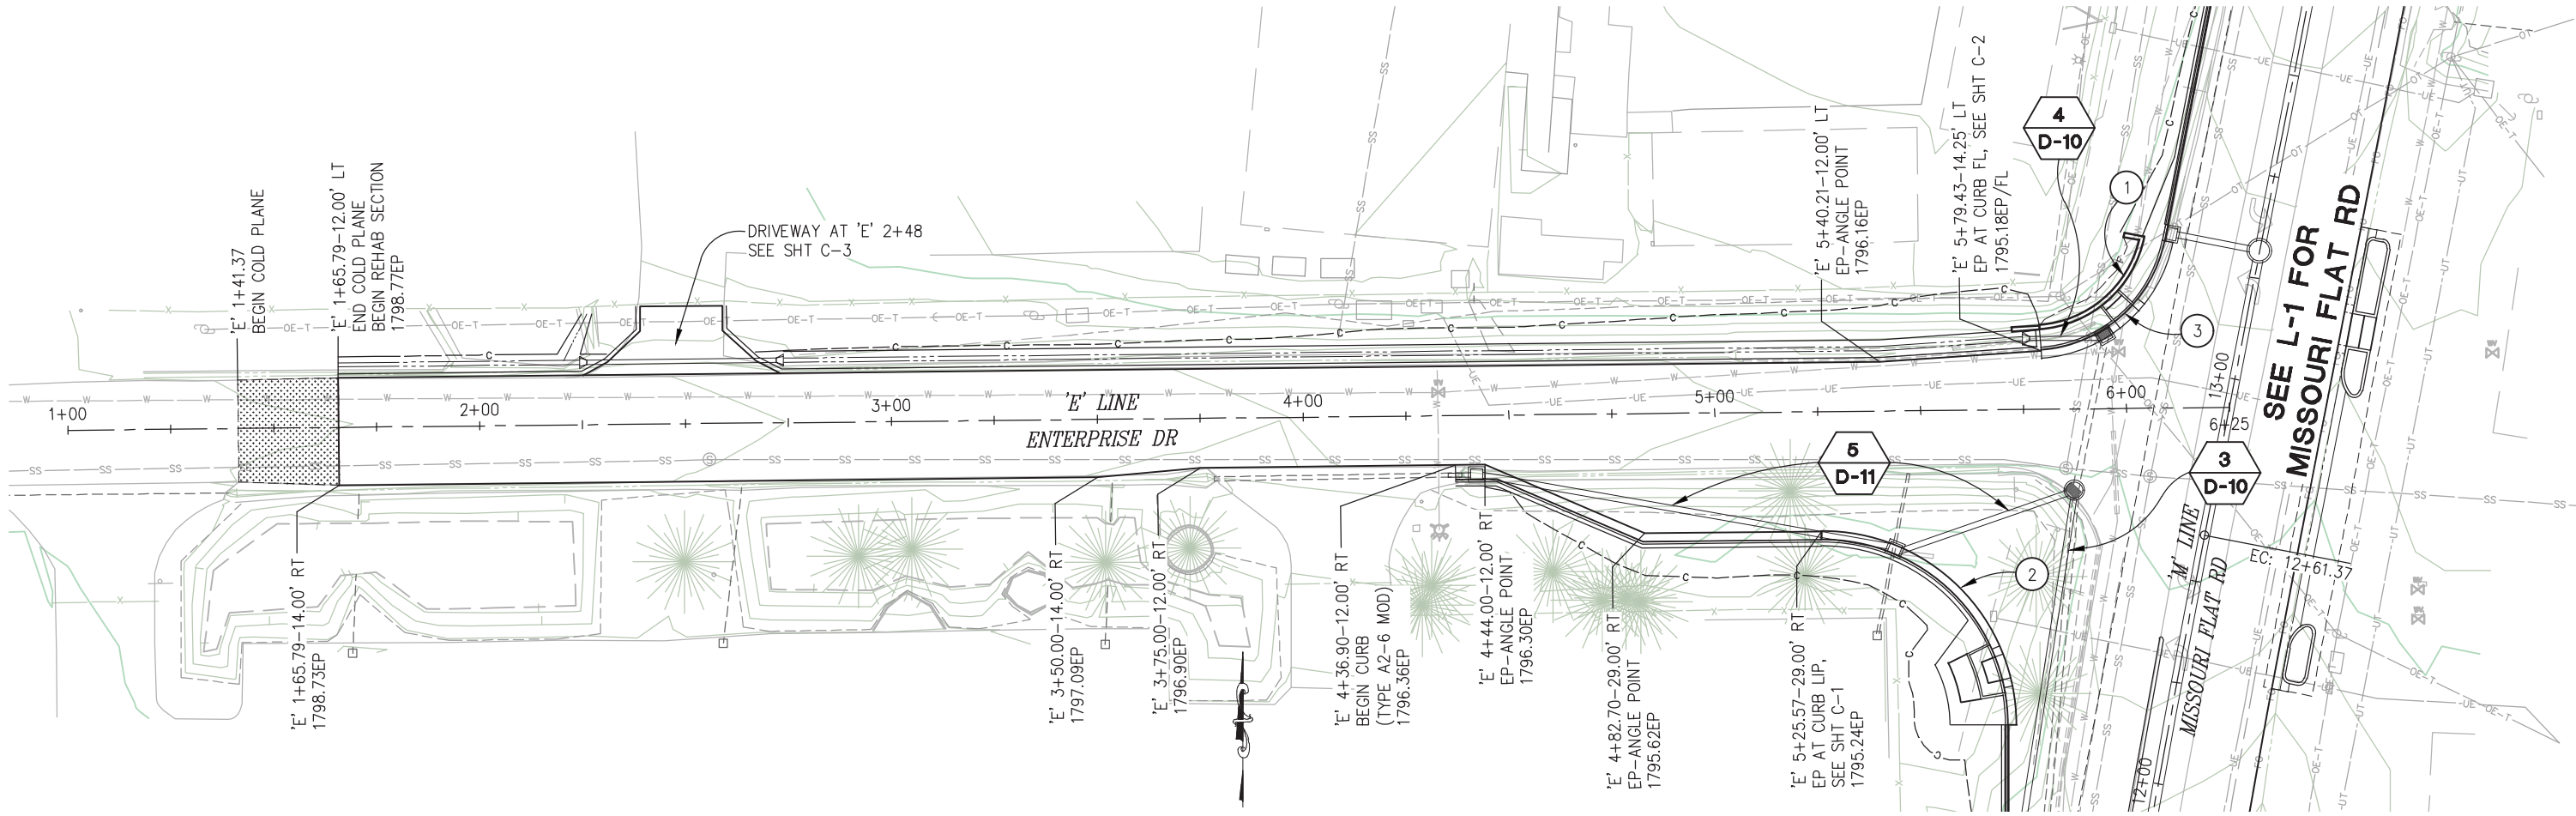 'E' 1+41.37
BEGIN COLD PLANE
'E' 1+65.79-12.00' LT
END COLD PLANE
BEGIN REHAB SECTION
1798.77EP
DRIVEWAY AT 'E' 2+48
SEE SHT C-3
'E' 5+40.21-12.00' LT
EP-ANGLE POINT
1796.16EP
'E' 5+79.43-14.25' LT
EP AT CURB FL, SEE SHT C-2
1795.18EP/FL
4
D-10
1
3
SEE L-1 FOR
MISSOURI FLAT RD
1+00
2+00
3+00
'E' LINE
4+00
5+00
6+00
13+00
6+25
ENTERPRISE DR
5
D-11
3
D-10
2
'M' LINE
MISSOURI FLAT RD
EC: 12+61.37
12+00
'E' 1+65.79-14.00' RT
1798.73EP
'E' 3+50.00-14.00' RT
1797.09EP
'E' 3+75.00-12.00' RT
1796.90EP
'E' 4+36.90-12.00' RT
BEGIN CURB
(TYPE A2-6 MOD)
1796.36EP
'E' 4+44.00-12.00' RT
EP-ANGLE POINT
1796.30EP
'E' 4+82.70-29.00' RT
EP-ANGLE POINT
1795.62EP
'E' 5+25.57-29.00' RT
EP AT CURB LIP,
SEE SHT C-1
1795.24EP